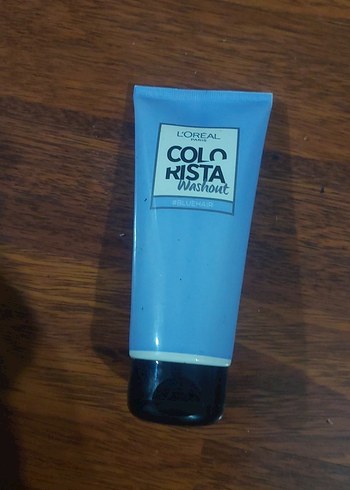 L'ORÉAL
PARIS
COLO
RISTA
Washout
#BLUEHAIR